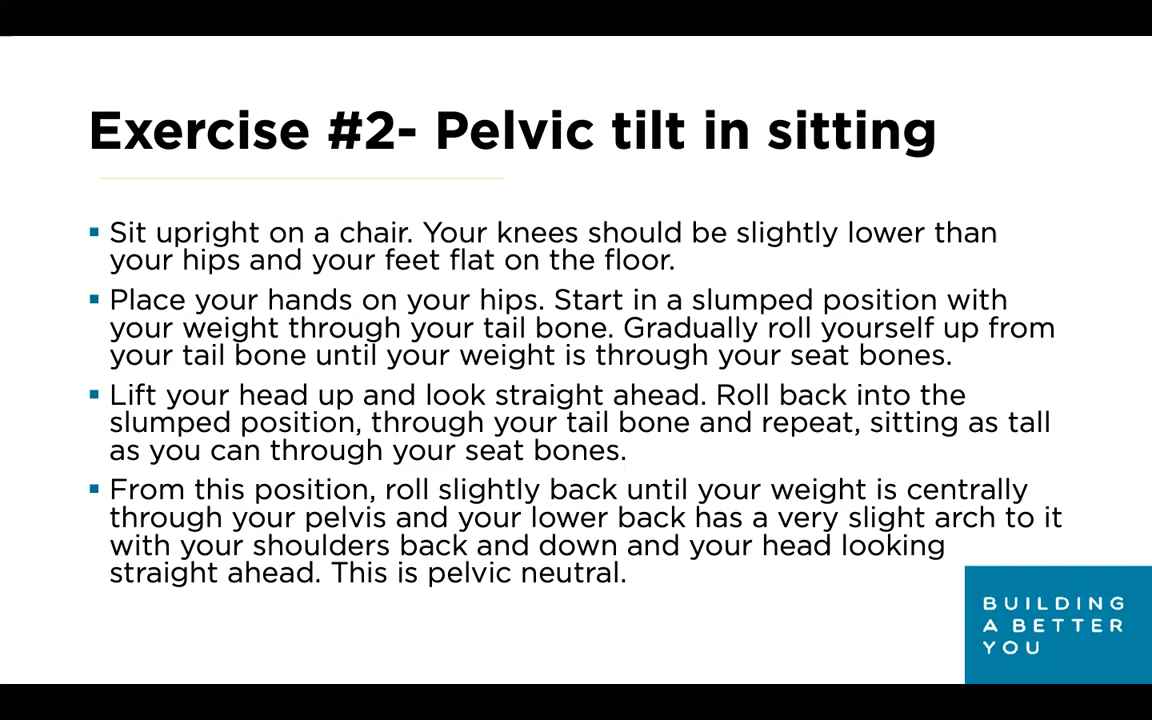 Exercise #2- Pelvic tilt in sitting
▪ Sit upright on a chair. Your knees should be slightly lower than
your hips and your feet flat on the floor.
▪ Place your hands on your hips. Start in a slumped position with
your weight through your tail bone. Gradually roll yourself up from
your tail bone until your weight is through your seat bones.
▪ Lift your head up and look straight ahead. Roll back into the
slumped position, through your tail bone and repeat, sitting as tall
as you can through your seat bones.
▪ From this position, roll slightly back until your weight is centrally
through your pelvis and your lower back has a very slight arch to it
with your shoulders back and down and your head looking
straight ahead. This is pelvic neutral.
BUILDING
A BETTER
YOU